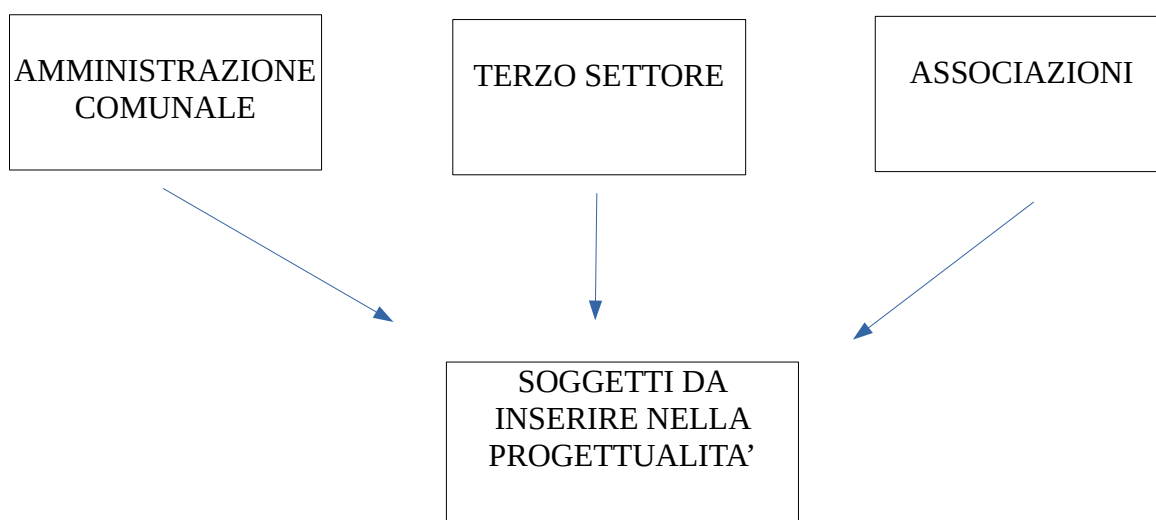 AMMINISTRAZIONE
COMUNALE
TERZO SETTORE
ASSOCIAZIONI
SOGGETTI DA
INSERIRE NELLA
PROGETTUALITA’